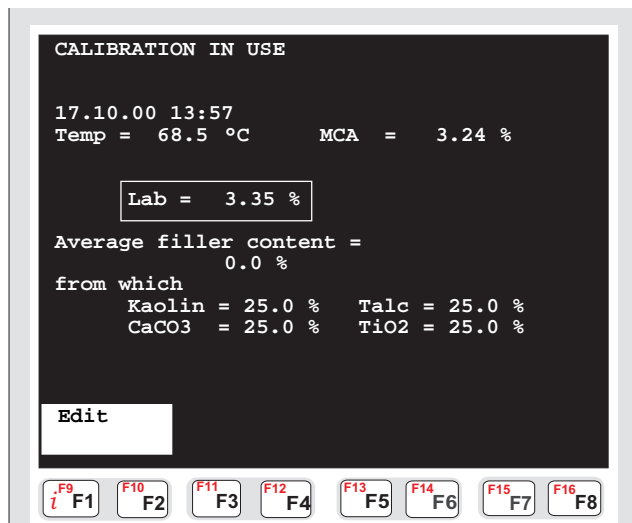 CALIBRATION IN USE
17.10.00 13:57
Temp = 68.5 °C MCA = 3.24 %
Lab = 3.35 %
Average filler content =
0.0 %
from which
Kaolin = 25.0 % Talc = 25.0 %
CaCO3 = 25.0 % TiO2 = 25.0 %
Edit
F9 F10 F11 F12 F13 F14 F15 F16
i F1 F2 F3 F4 F5 F6 F7 F8